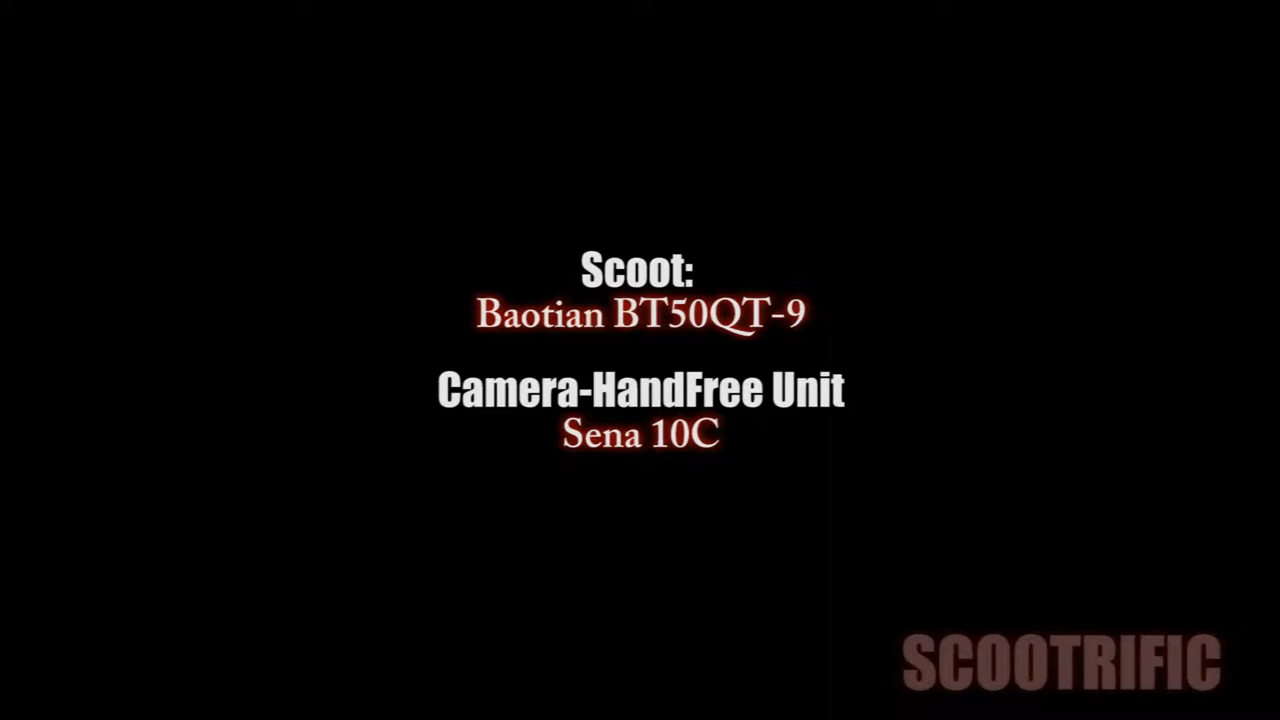 Scoot:
Baotian BT50QT-9
Camera-HandFree Unit
Sena 10C
SCOOTRIFIC